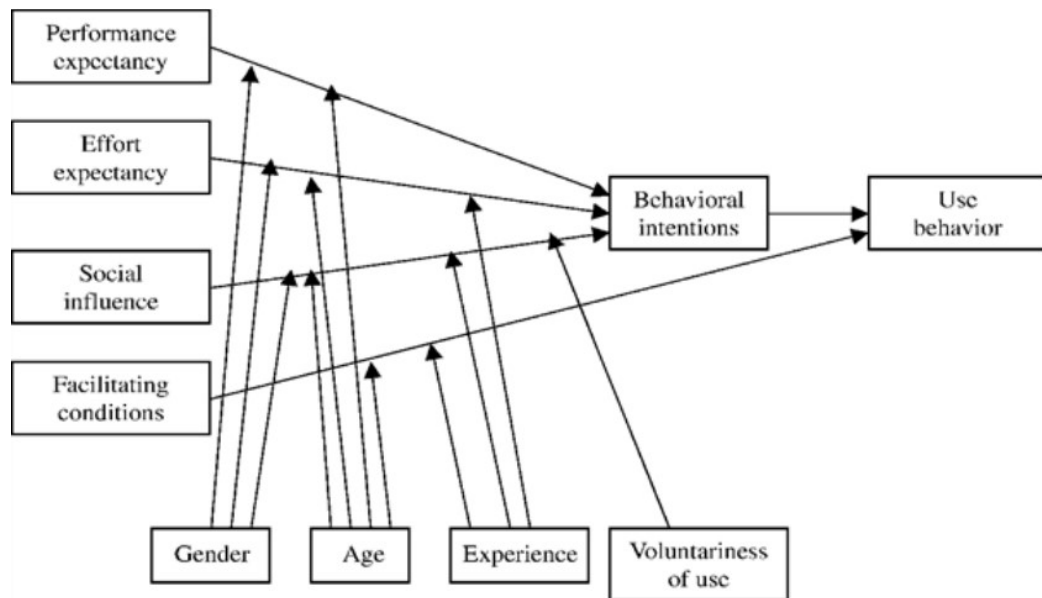 Performance
expectancy
Effort
expectancy
Social
influence
Facilitating
conditions
Behavioral
intentions
Use
behavior
Gender
Age
Experience
Voluntariness
of use